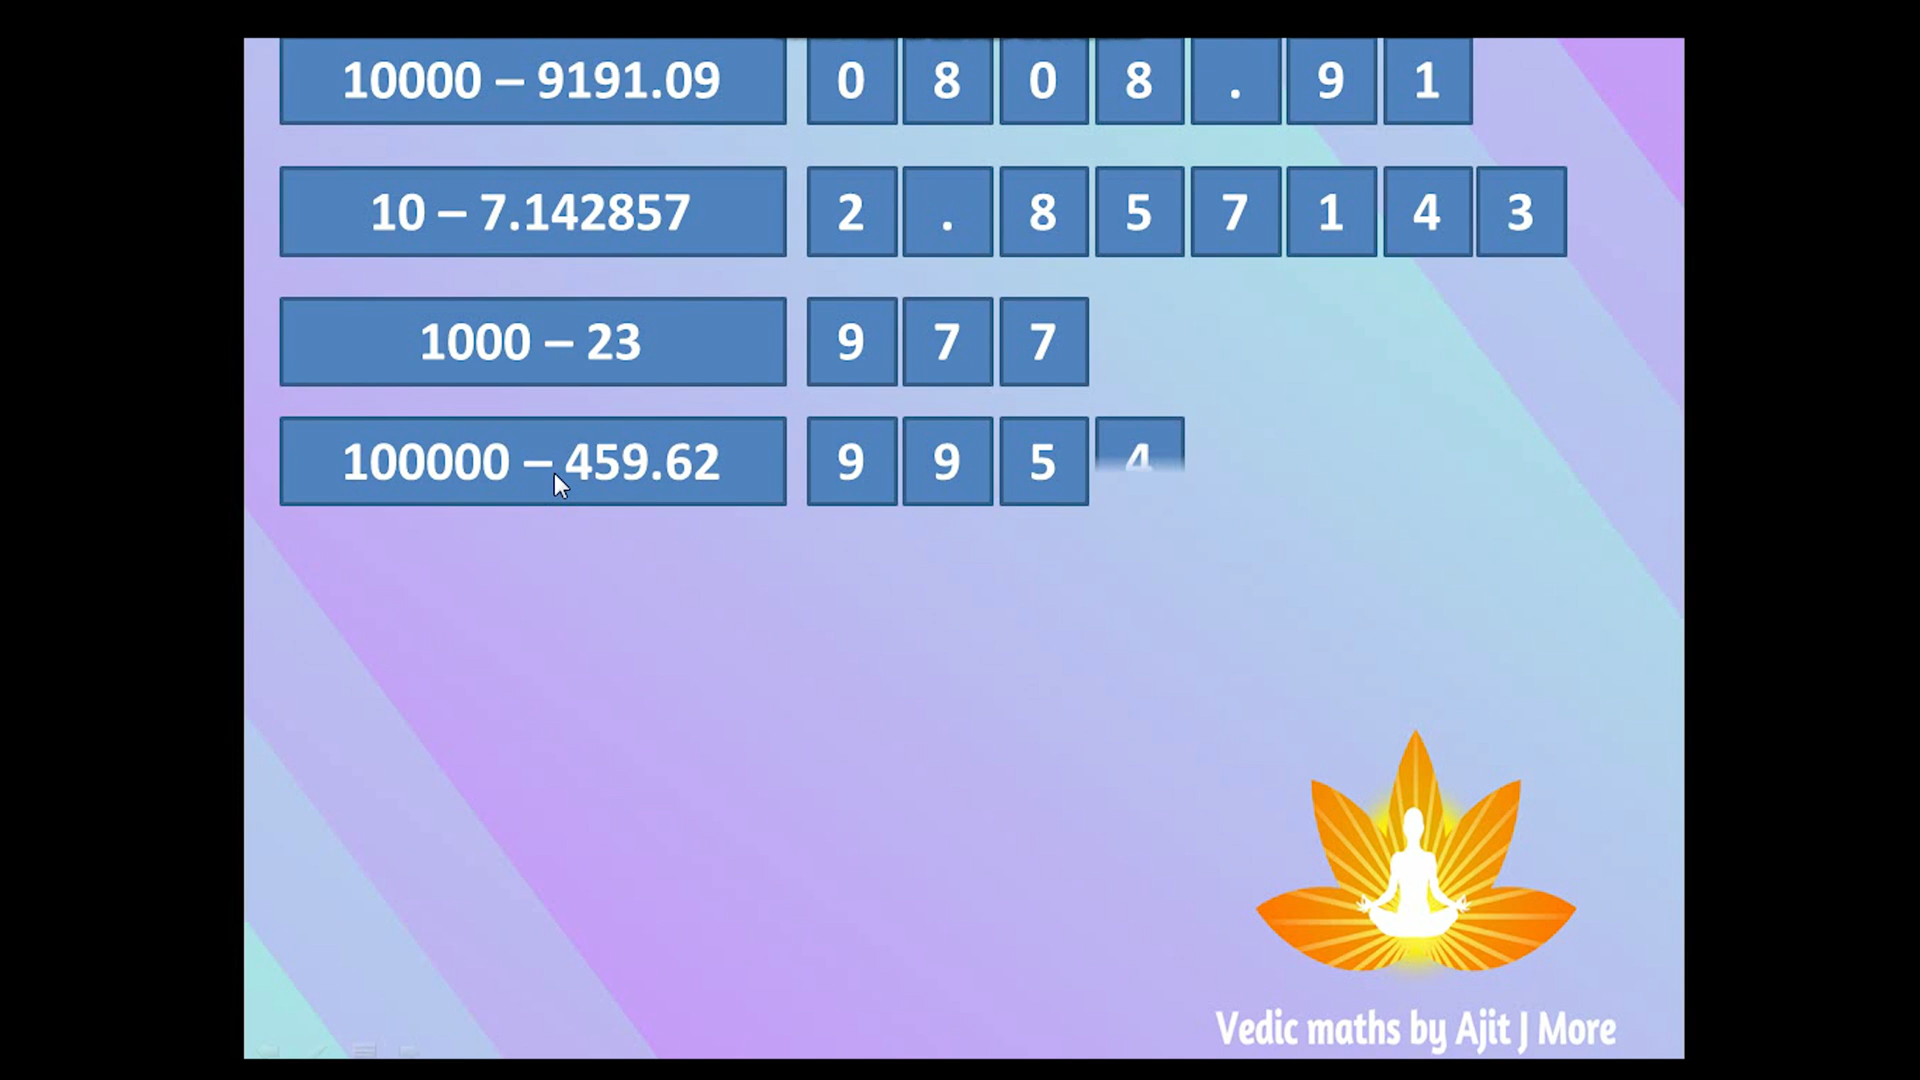 10000 – 9191.09 0 8 0 8 . 9 1
10 – 7.142857 2 . 8 5 7 1 4 3
1000 – 23 9 7 7
100000 – 459.62 9 9 5 4
Vedic maths by Ajit J More